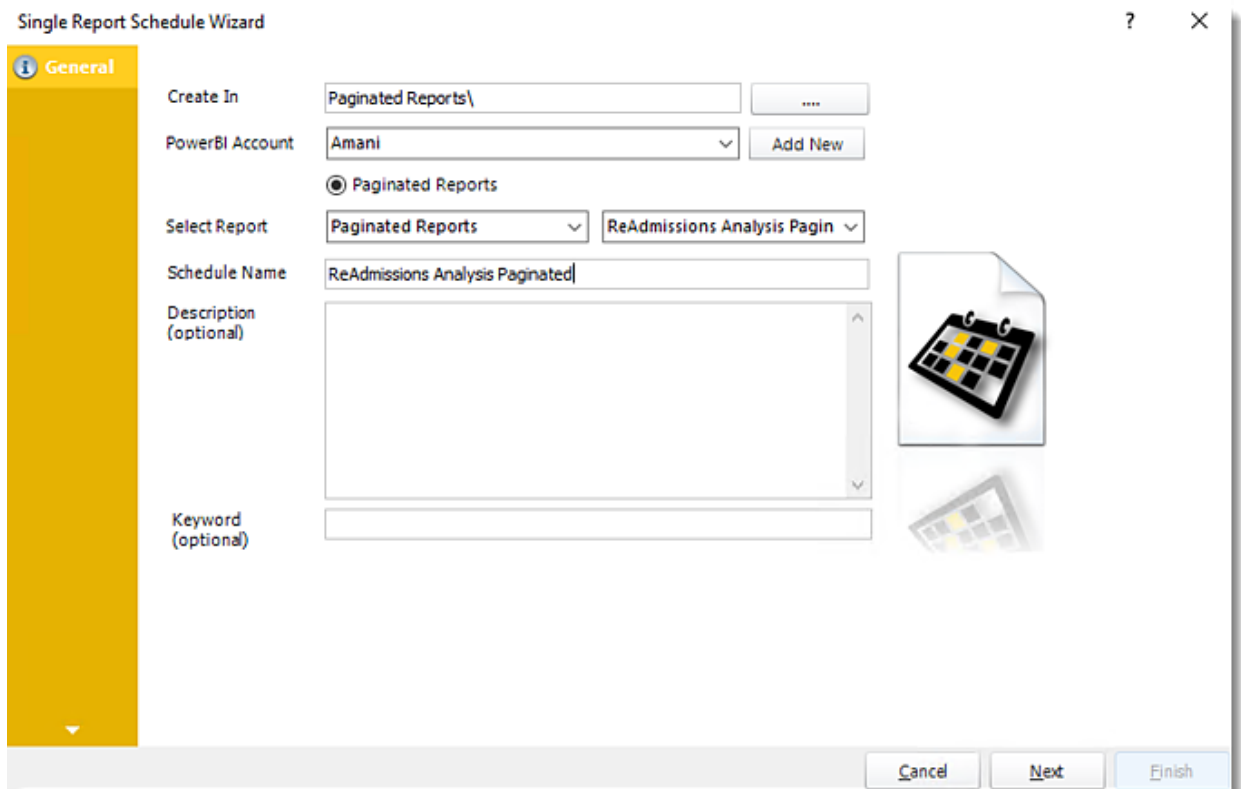 Single Report Schedule Wizard
?
General
Create In
Paginated Reports\
....
PowerBI Account
Amani
Add New
Paginated Reports
Select Report
Paginated Reports
ReAdmissions Analysis Pagin
Schedule Name
ReAdmissions Analysis Paginated
Description
(optional)
Keyword
(optional)
Cancel
Next
Finish